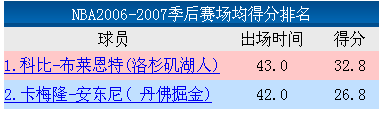 NBA2006-2007季后赛场均得分排名
球员 出场时间 得分
1.科比-布莱恩特(洛杉矶湖人) 43.0 32.8
2.卡梅隆-安东尼( 丹佛掘金) 42.0 26.8